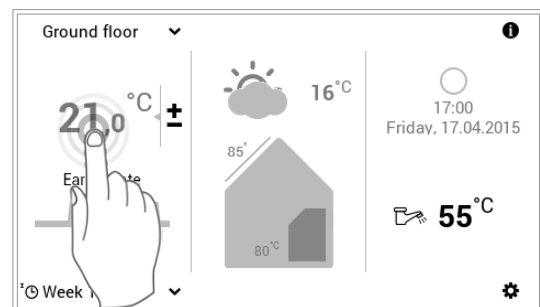 Ground floor
21,0 °C ±
16°C
17:00
Friday, 17.04.2015
85°
80°C
55°C
Week